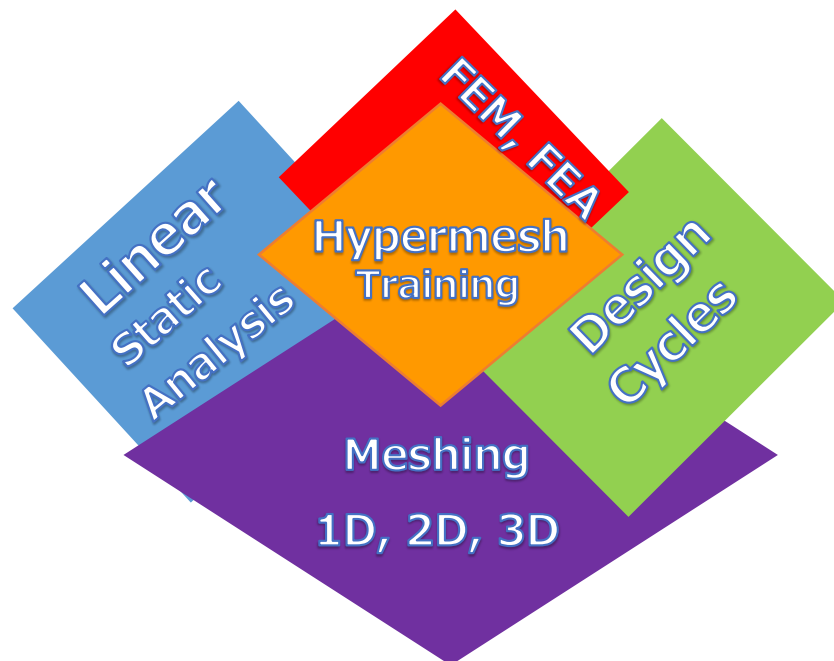 FEM, FEA
Linear
Static
Analysis
Hypermesh
Training
Design
Cycles
Meshing
1D, 2D, 3D